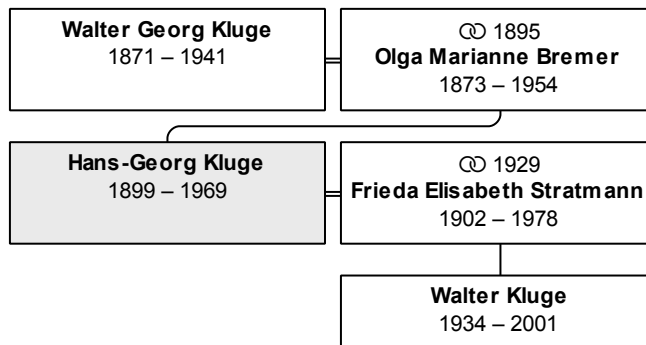 Walter Georg Kluge
1871 – 1941
⚭ 1895
Olga Marianne Bremer
1873 – 1954
Hans-Georg Kluge
1899 – 1969
⚭ 1929
Frieda Elisabeth Stratmann
1902 – 1978
Walter Kluge
1934 – 2001